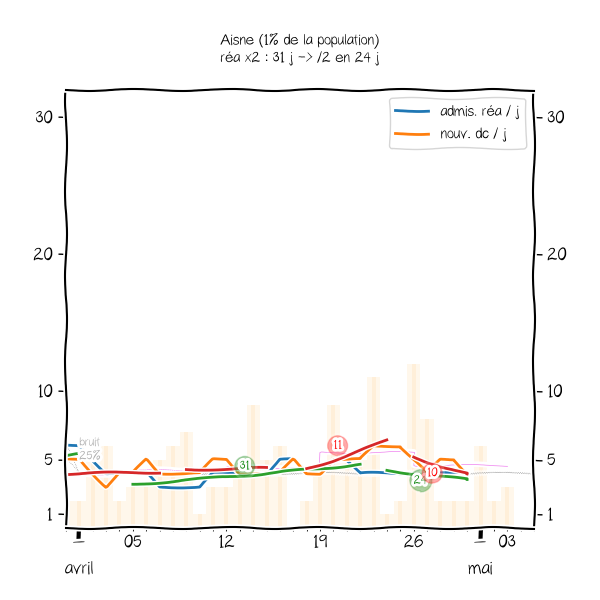 Aisne (1% de la population)
réa x2 : 31 j -> /2 en 24 j
admis. réa / j
nouv. dc / j
30
30
20
20
10
10
bruit
25%
11
31
10
24
5
5
1
1
05
12
19
26
03
avril
mai